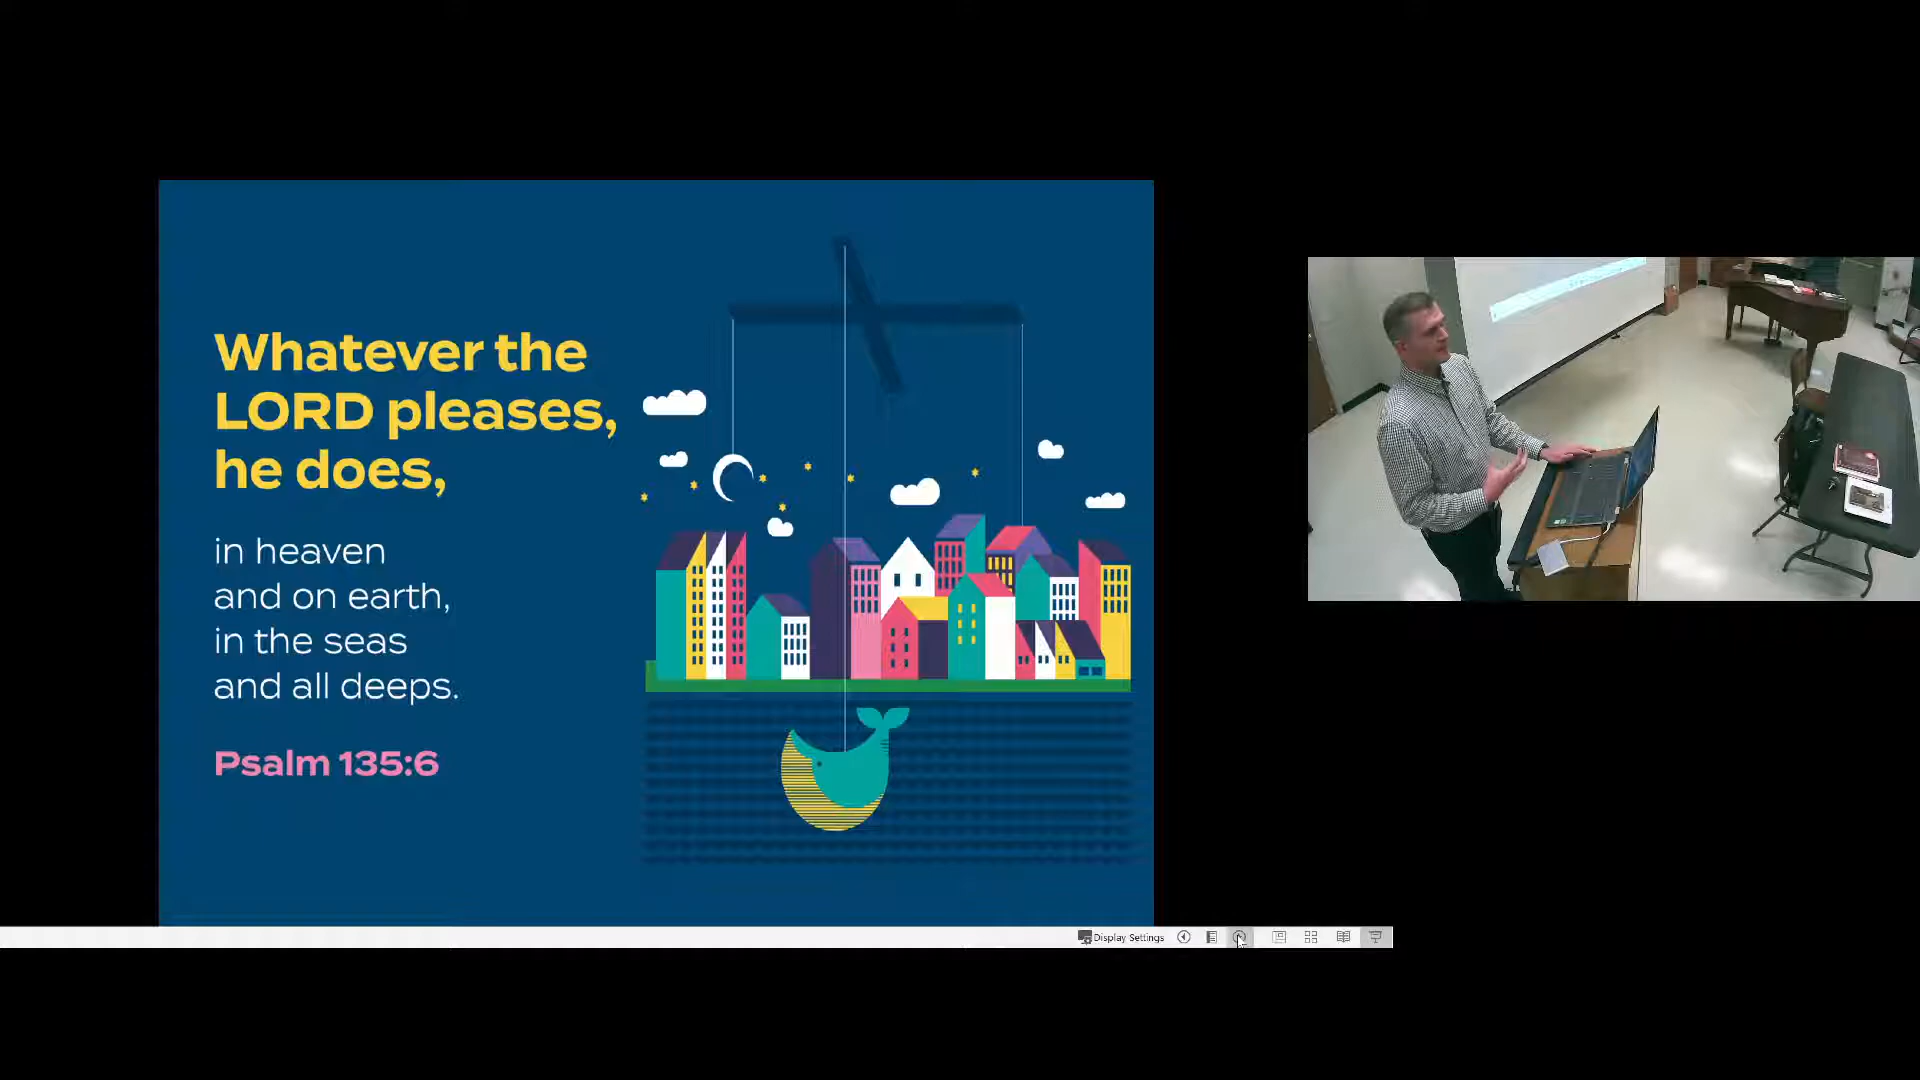 Whatever the
LORD pleases,
he does,
in heaven
and on earth,
in the seas
and all deeps.
Psalm 135:6
Display Settings